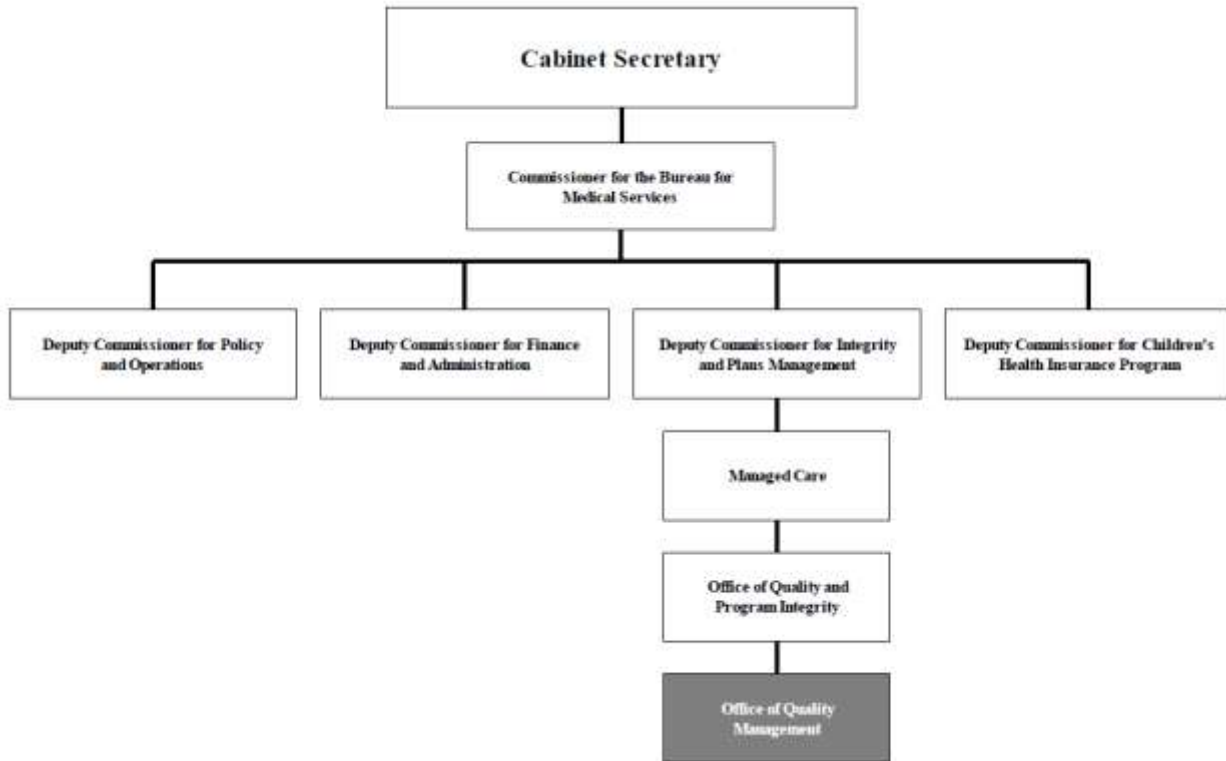 Cabinet Secretary
Commissioner for the Bureau for
Medical Services
Deputy Commissioner for Policy
and Operations
Deputy Commissioner for Finance
and Administration
Deputy Commissioner for Integrity
and Plans Management
Deputy Commissioner for Children's
Health Insurance Program
Managed Care
Office of Quality and
Program Integrity
Office of Quality
Management